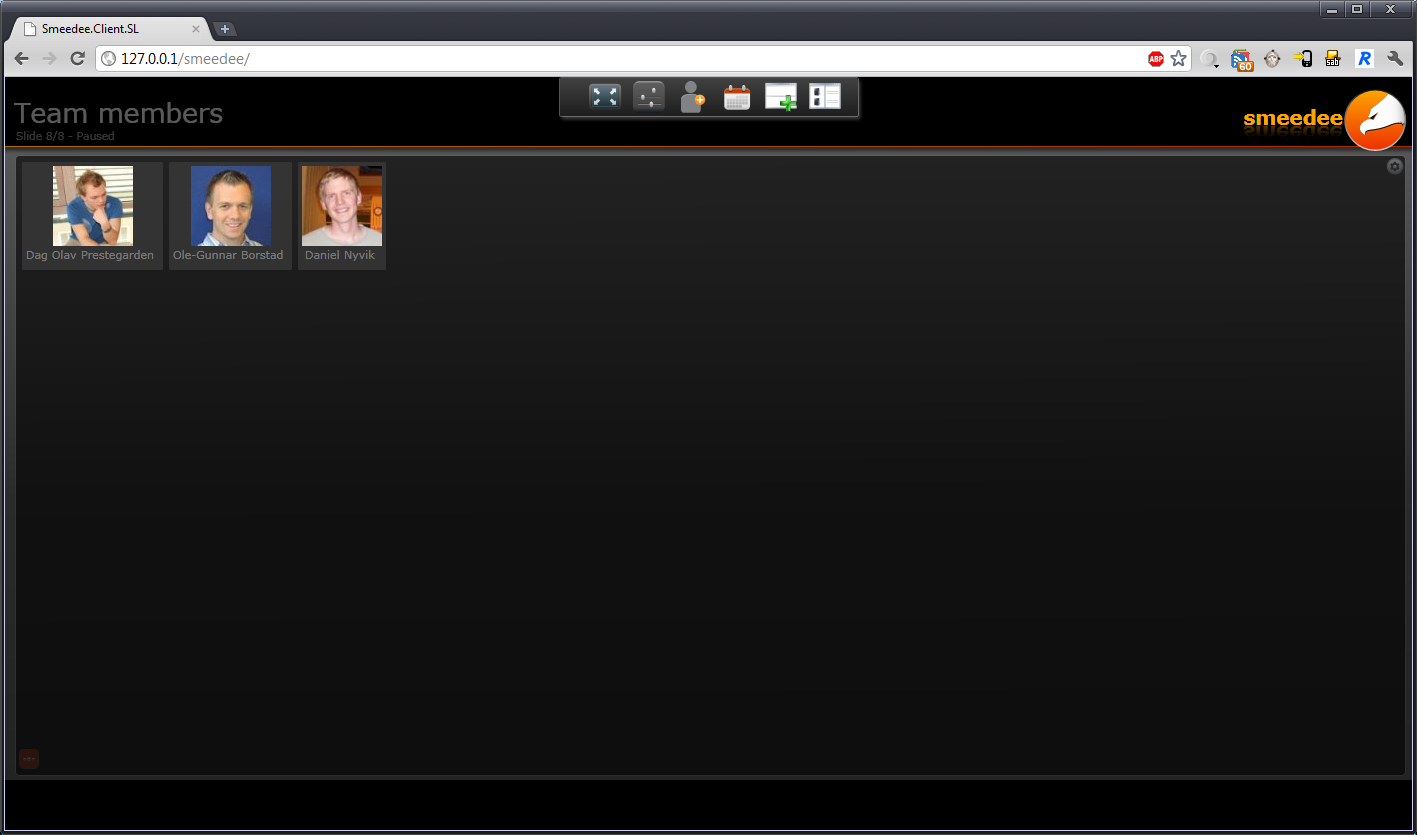 Smeedee.Client.SL
127.0.0.1/smeedee/
ABP
60
sab
R
Team members
Slide 8/8 - Paused
smeedee
Dag Olav Prestegarden
Ole-Gunnar Borstad
Daniel Nyvik